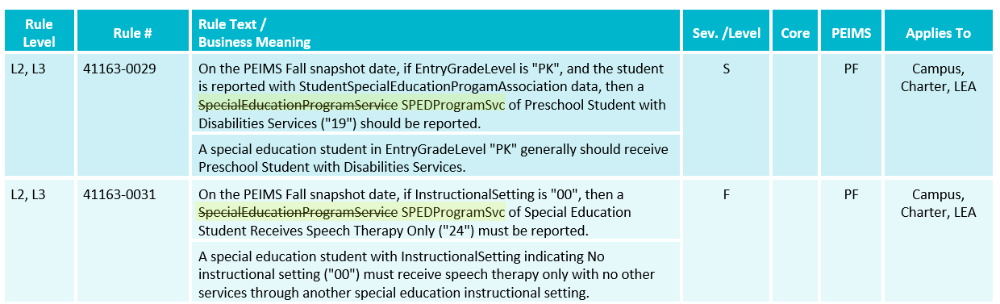 Rule
Level
Rule #
Rule Text /
Business Meaning
Sev. /Level
Core
PEIMS
Applies To
L2, L3
41163-0029
On the PEIMS Fall snapshot date, if EntryGradeLevel is "PK", and the student
is reported with StudentSpecialEducationProgamAssociation data, then a
SpecialEducationProgramService SPEDProgramSvc of Preschool Student with
Disabilities Services ("19") should be reported.
A special education student in EntryGradeLevel "PK" generally should receive
Preschool Student with Disabilities Services.
S
PF
Campus,
Charter, LEA
L2, L3
41163-0031
On the PEIMS Fall snapshot date, if InstructionalSetting is "00", then a
SpecialEducationProgramService SPEDProgramSvc of Special Education
Student Receives Speech Therapy Only ("24") must be reported.
A special education student with InstructionalSetting indicating No
instructional setting ("00") must receive speech therapy only with no other
services through another special education instructional setting.
F
PF
Campus,
Charter, LEA